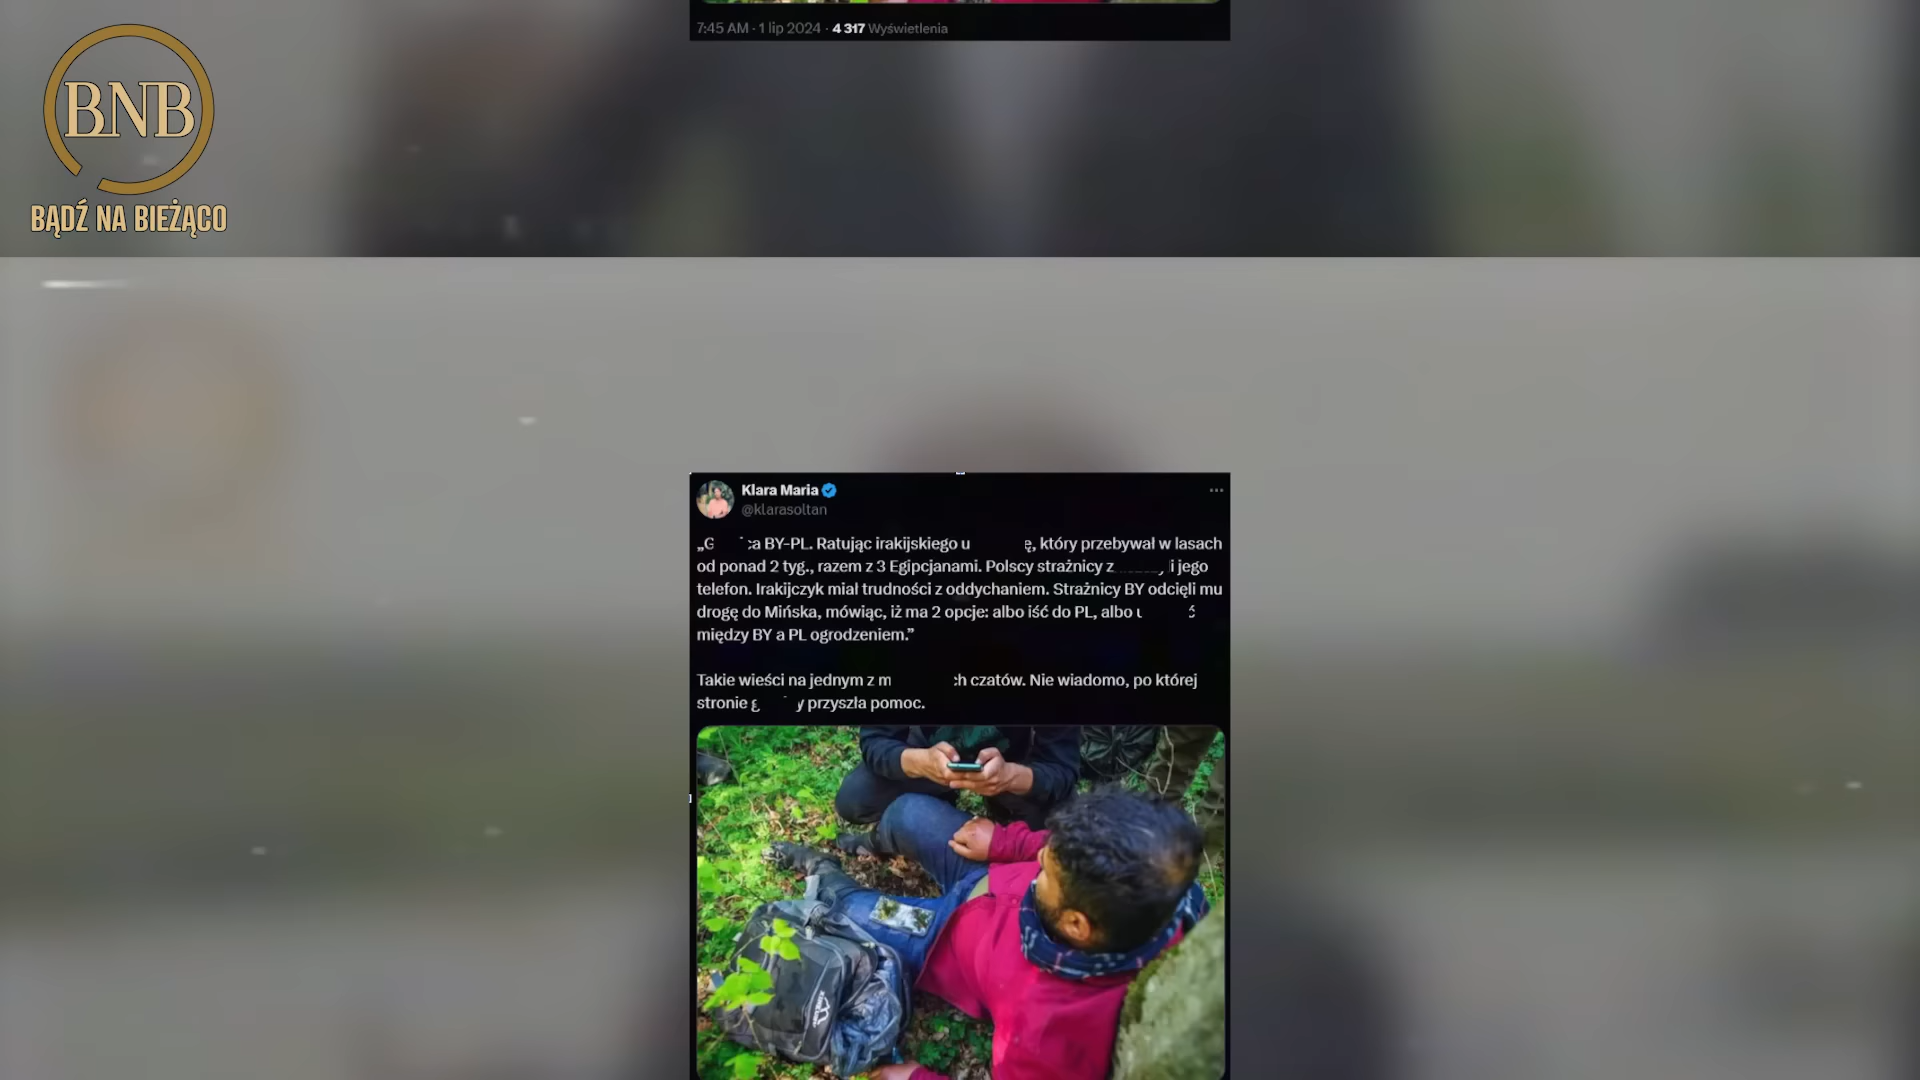 7:45 AM · 1 lip 2024 · 4 317 Wyświetlenia
BNB
BĄDŹ NA BIEŻĄCO
Klara Maria
@klarasoltan
BY-PL. Ratując irakijskiego który przebywał w lasach
od ponad 2 tyg., razem z 3 Egipcjanami. Polscy strażnicy jego
telefon. Irakijczyk miał trudności z oddychaniem. Strażnicy BY odcięli mu
drogę do Mińska, mówiąc, iż ma 2 opcje: albo iść do PL, albo
między BY a PL ogrodzeniem.”
Takie wieści na jednym z czatów. Nie wiadomo, po której
stronie przyszła pomoc.